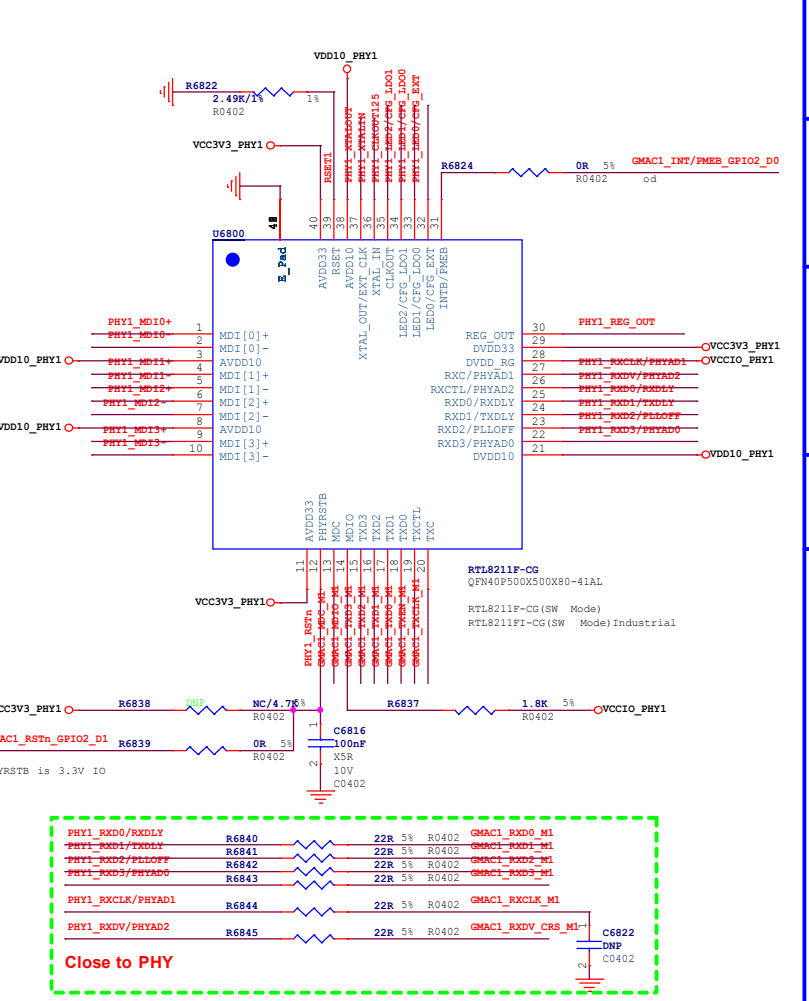 VDD10_PHY1
R6822
2.49K/1%
1%
R0402
VCC3V3_PHY1
RSET1
PHY1_XTALOUT
PHY1_XTALIN
PHY1_CLKOUT125
PHY1_LED2/CFG_LDO1
PHY1_LED1/CFG_LDO0
PHY1_LED0/CFG_EXT
R6824
0R
5%
R0402
GMAC1_INT/PMEB_GPIO2_D0
od
40
39
38
37
36
35
34
33
32
31
U6800
E_Pad
AVDD33
RSET
AVDD10
XTAL_OUT/EXT_CLK
XTAL_IN
CLKOUT
LED2/CFG_LDO1
LED1/CFG_LDO0
LED0/CFG_EXT
INTB/PMEB
PHY1_MDI0+ 1 MDI[0]+
PHY1_MDI0- 2 MDI[0]-
VDD10_PHY1 3 AVDD10
PHY1_MDI1+ 4 MDI[1]+
PHY1_MDI1- 5 MDI[1]-
PHY1_MDI2+ 6 MDI[2]+
PHY1_MDI2- 7 MDI[2]-
VDD10_PHY1 8 AVDD10
PHY1_MDI3+ 9 MDI[3]+
PHY1_MDI3- 10 MDI[3]-
REG_OUT 30 PHY1_REG_OUT
DVDD33 29 VCC3V3_PHY1
DVDD_RG 28 VCCIO_PHY1
RXC/PHYAD1 27 PHY1_RXCLK/PHYAD1
RXCTL/PHYAD2 26 PHY1_RXDV/PHYAD2
RXD0/RXDLY 25 PHY1_RXD0/RXDLY
RXD1/TXDLY 24 PHY1_RXD1/TXDLY
RXD2/PLLOFF 23 PHY1_RXD2/PLLOFF
RXD3/PHYAD0 22 PHY1_RXD3/PHYAD0
DVDD10 21 VDD10_PHY1
AVDD33
PHYRSTB
MDC
MDIO
TXD3
TXD2
TXD1
TXD0
TXCTL
TXC
11
12
13
14
15
16
17
18
19
20
RTL8211F-CG
QFN40P500X500X80-41AL
RTL8211F-CG(SW Mode)
RTL8211FI-CG(SW Mode)Industrial
VCC3V3_PHY1
PHY1_RSTn
GMAC1_MDC_M1
GMAC1_MDIO_M1
GMAC1_TXD3_M1
GMAC1_TXD2_M1
GMAC1_TXD1_M1
GMAC1_TXD0_M1
GMAC1_TXEN_M1
GMAC1_TXCLK_M1
CC3V3_PHY1 R6838 DNP NC/4.7K 5%
R0402
R6837 1.8K 5% VCCIO_PHY1
R0402
AC1_RSTn_GPIO2_D1 R6839 0R 5%
R0402
YRSTB is 3.3V IO
1
C6816
100nF
X5R
2
10V
C0402
PHY1_RXD0/RXDLY R6840 22R 5% R0402 GMAC1_RXD0_M1
PHY1_RXD1/TXDLY R6841 22R 5% R0402 GMAC1_RXD1_M1
PHY1_RXD2/PLLOFF R6842 22R 5% R0402 GMAC1_RXD2_M1
PHY1_RXD3/PHYAD0 R6843 22R 5% R0402 GMAC1_RXD3_M1
PHY1_RXCLK/PHYAD1 R6844 22R 5% R0402 GMAC1_RXCLK_M1
PHY1_RXDV/PHYAD2 R6845 22R 5% R0402 GMAC1_RXDV_CRS_M1
1
C6822
DNP
C0402
2
Close to PHY